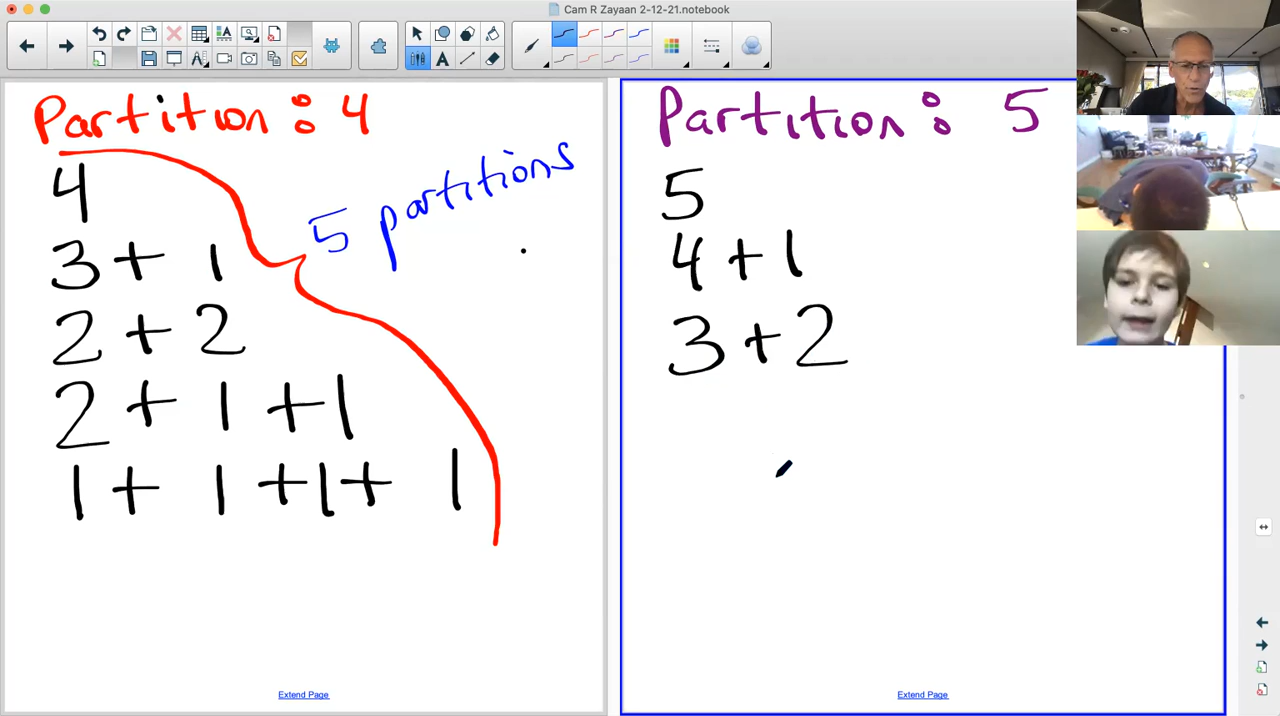 Cam R Zayaan 2-12-21.notebook
Partition: 4
4
3 + 1
2 + 2
2 + 1 + 1
1 + 1 + 1 + 1
5 partitions
Extend Page
Partition: 5
5
4 + 1
3 + 2
Extend Page